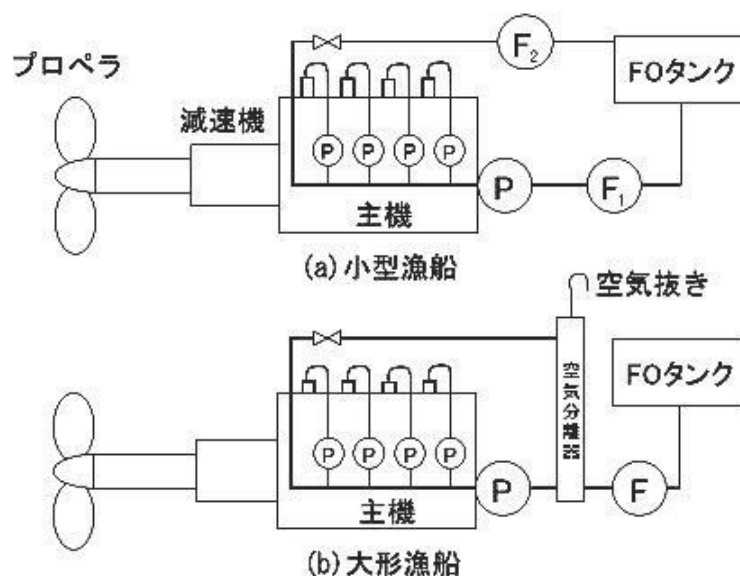 プロペラ
減速機
P P P P
主機
P
F₁
F₂
FOタンク
(a)小型漁船
空気抜き
空気分離器
FOタンク
P P P P
主機
P
F
(b)大形漁船